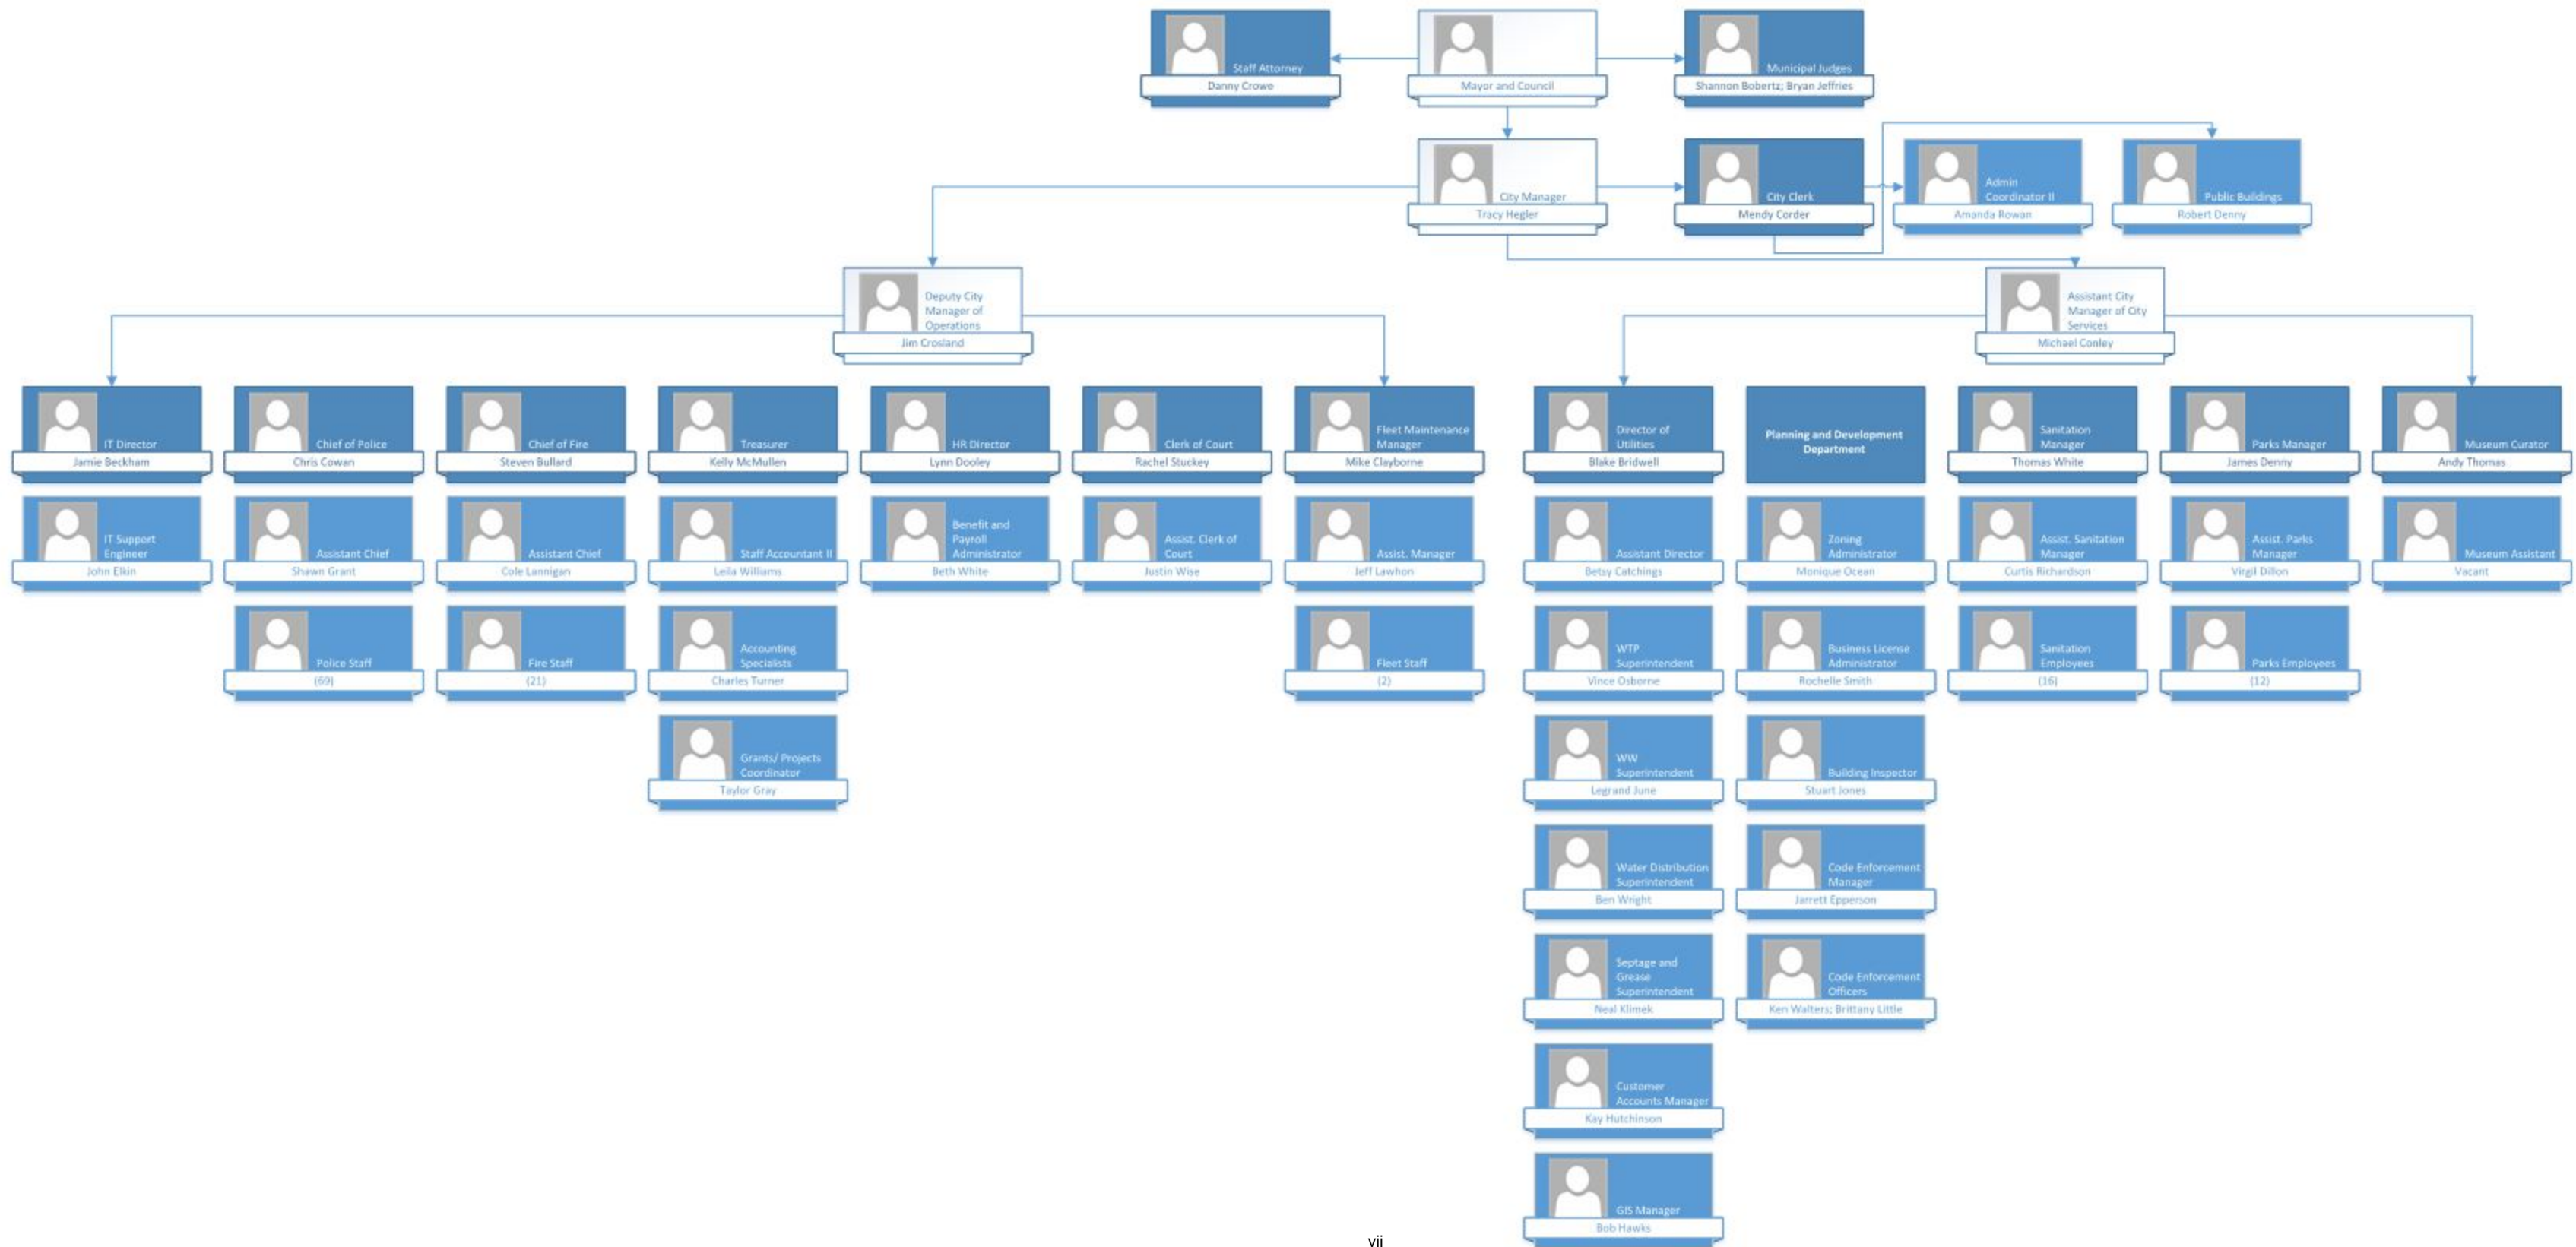 Staff Attorney
Danny Crowe
Mayor and Council
Municipal Judges
Shannon Bobertz; Bryan Jeffries
City Manager
Tracy Hegler
City Clerk
Mendy Corder
Admin
Coordinator II
Amanda Rowan
Public Buildings
Robert Denny
Deputy City
Manager of
Operations
Jim Crosland
Assistant City
Manager of City
Services
Michael Conley
IT Director
Jamie Beckham
Chief of Police
Chris Cowan
Chief of Fire
Steven Bullard
Treasurer
Kelly McMullen
HR Director
Lynn Dooley
Clerk of Court
Rachel Stuckey
Fleet Maintenance
Manager
Mike Clayborne
Director of
Utilities
Blake Bridwell
Planning and Development
Department
Sanitation
Manager
Thomas White
Parks Manager
James Denny
Museum Curator
Andy Thomas
IT Support
Engineer
John Elkin
Assistant Chief
Shawn Grant
Assistant Chief
Cole Lannigan
Staff Accountant II
Leila Williams
Benefit and
Payroll
Administrator
Beth White
Assist. Clerk of
Court
Justin Wise
Assist. Manager
Jeff Lawhon
Assistant Director
Betsy Catchings
Zoning
Administrator
Monique Ocean
Assist. Sanitation
Manager
Curtis Richardson
Assist. Parks
Manager
Virgil Dillon
Museum Assistant
Vacant
Police Staff
(69)
Fire Staff
(21)
Accounting
Specialists
Charles Turner
Fleet Staff
(2)
WTP
Superintendent
Vince Osborne
Business License
Administrator
Rochelle Smith
Sanitation
Employees
(16)
Parks Employees
(12)
Grants/ Projects
Coordinator
Taylor Gray
WW
Superintendent
Legrand June
Building Inspector
Stuart Jones
Water Distribution
Superintendent
Ben Wright
Code Enforcement
Manager
Jarrett Epperson
Septage and
Grease
Superintendent
Neal Klimek
Code Enforcement
Officers
Ken Walters; Brittany Little
Customer
Accounts Manager
Kay Hutchinson
GIS Manager
Bob Hawks
vii